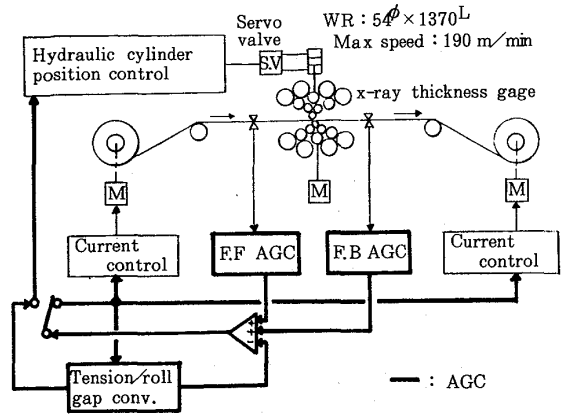 Servo
valve
WR : 54ᶲ × 1370ᴸ
Max speed : 190 m/min
Hydraulic cylinder
position control
S.V
x-ray thickness gage
M
M
M
Current
control
F.F AGC
F.B AGC
Current
control
+
+
-
Tension/roll
gap conv.
: AGC